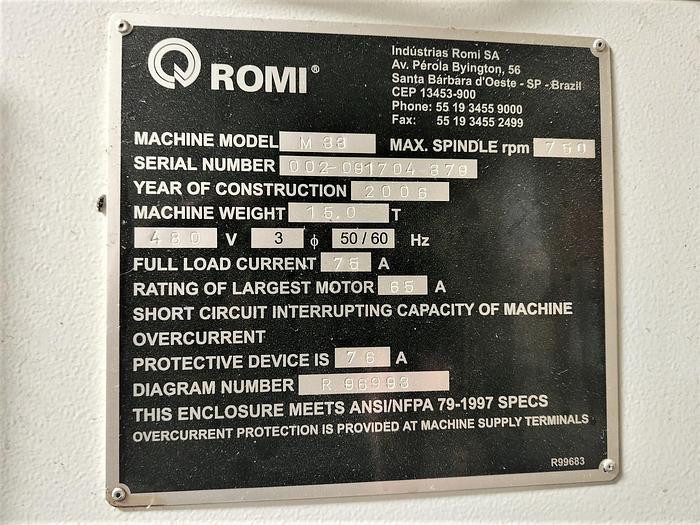 ROMI®
Indústrias Romi SA
Av. Pérola Byington, 56
Santa Bárbara d'Oeste - SP - Brazil
CEP 13453-900
Phone: 55 19 3455 9000
Fax: 55 19 3455 2499
MACHINE MODEL M 33 MAX. SPINDLE rpm 750
SERIAL NUMBER 002-091704-379
YEAR OF CONSTRUCTION 2006
MACHINE WEIGHT 15.0 T
480 V 3 ϕ 50/60 Hz
FULL LOAD CURRENT 76 A
RATING OF LARGEST MOTOR 65 A
SHORT CIRCUIT INTERRUPTING CAPACITY OF MACHINE
OVERCURRENT
PROTECTIVE DEVICE IS 76 A
DIAGRAM NUMBER R 96993
THIS ENCLOSURE MEETS ANSI/NFPA 79-1997 SPECS
OVERCURRENT PROTECTION IS PROVIDED AT MACHINE SUPPLY TERMINALS
R99683